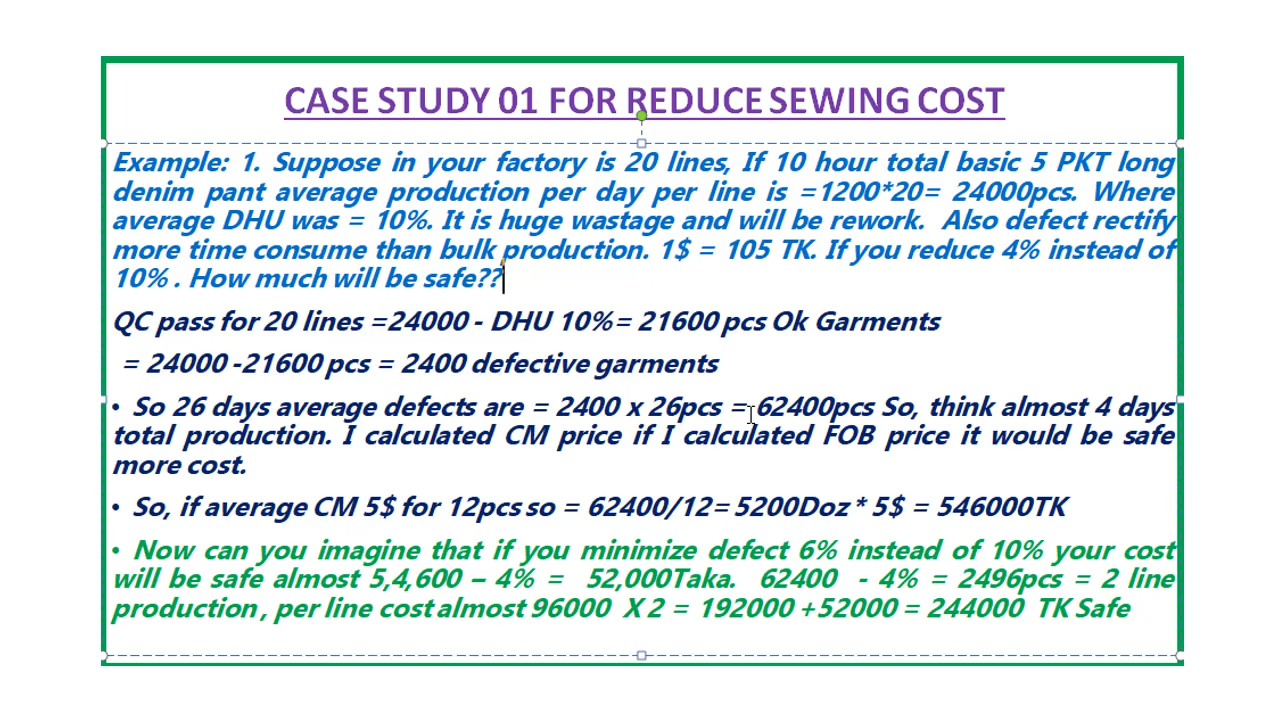 CASE STUDY 01 FOR REDUCE SEWING COST
Example: 1. Suppose in your factory is 20 lines, If 10 hour total basic 5 PKT long
denim pant average production per day per line is =1200*20= 24000pcs. Where
average DHU was = 10%. It is huge wastage and will be rework. Also defect rectify
more time consume than bulk production. 1$ = 105 TK. If you reduce 4% instead of
10% . How much will be safe??
QC pass for 20 lines =24000 - DHU 10%= 21600 pcs Ok Garments
= 24000 -21600 pcs = 2400 defective garments
• So 26 days average defects are = 2400 x 26pcs = 62400pcs So, think almost 4 days
total production. I calculated CM price if I calculated FOB price it would be safe
more cost.
• So, if average CM 5$ for 12pcs so = 62400/12= 5200Doz * 5$ = 546000TK
• Now can you imagine that if you minimize defect 6% instead of 10% your cost
will be safe almost 5,4,600 – 4% = 52,000Taka. 62400 - 4% = 2496pcs = 2 line
production , per line cost almost 96000 X 2 = 192000 +52000 = 244000 TK Safe